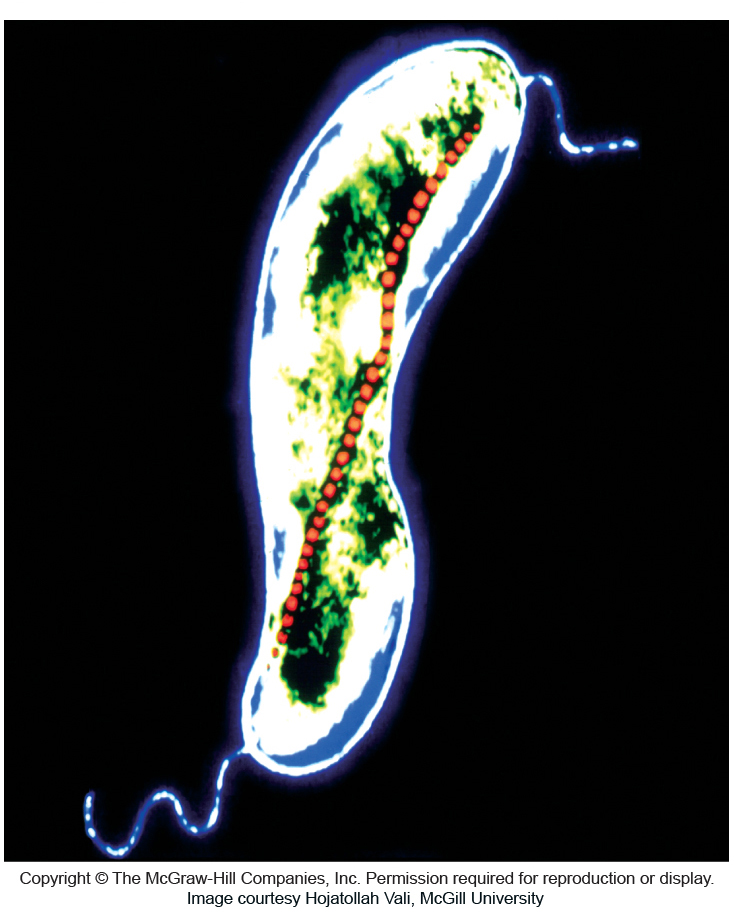 Copyright © The McGraw-Hill Companies, Inc. Permission required for reproduction or display.
Image courtesy Hojatollah Vali, McGill University